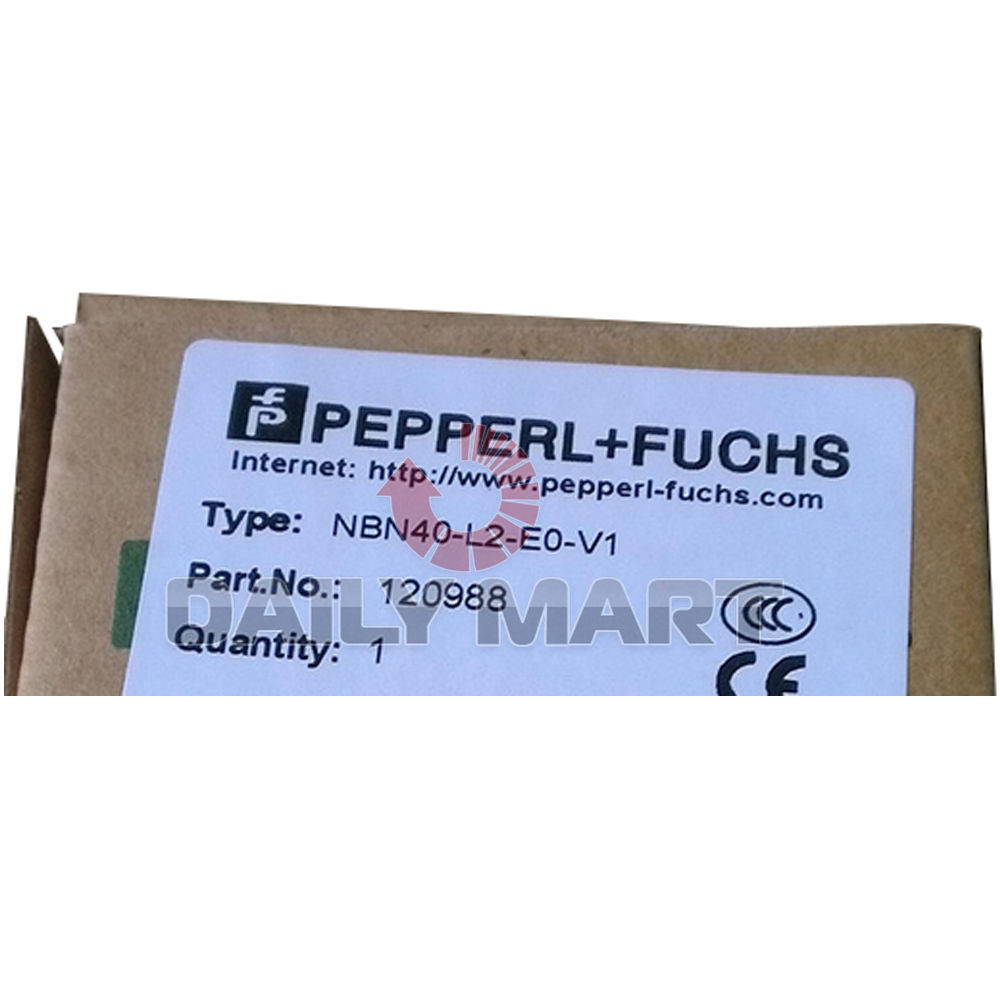 PEPPERL+FUCHS
Internet: http://www.pepperl-fuchs.com
Type: NBN40-L2-E0-V1
Part.No.: 120988
DAILY MART
Quantity: 1
CCC
CE